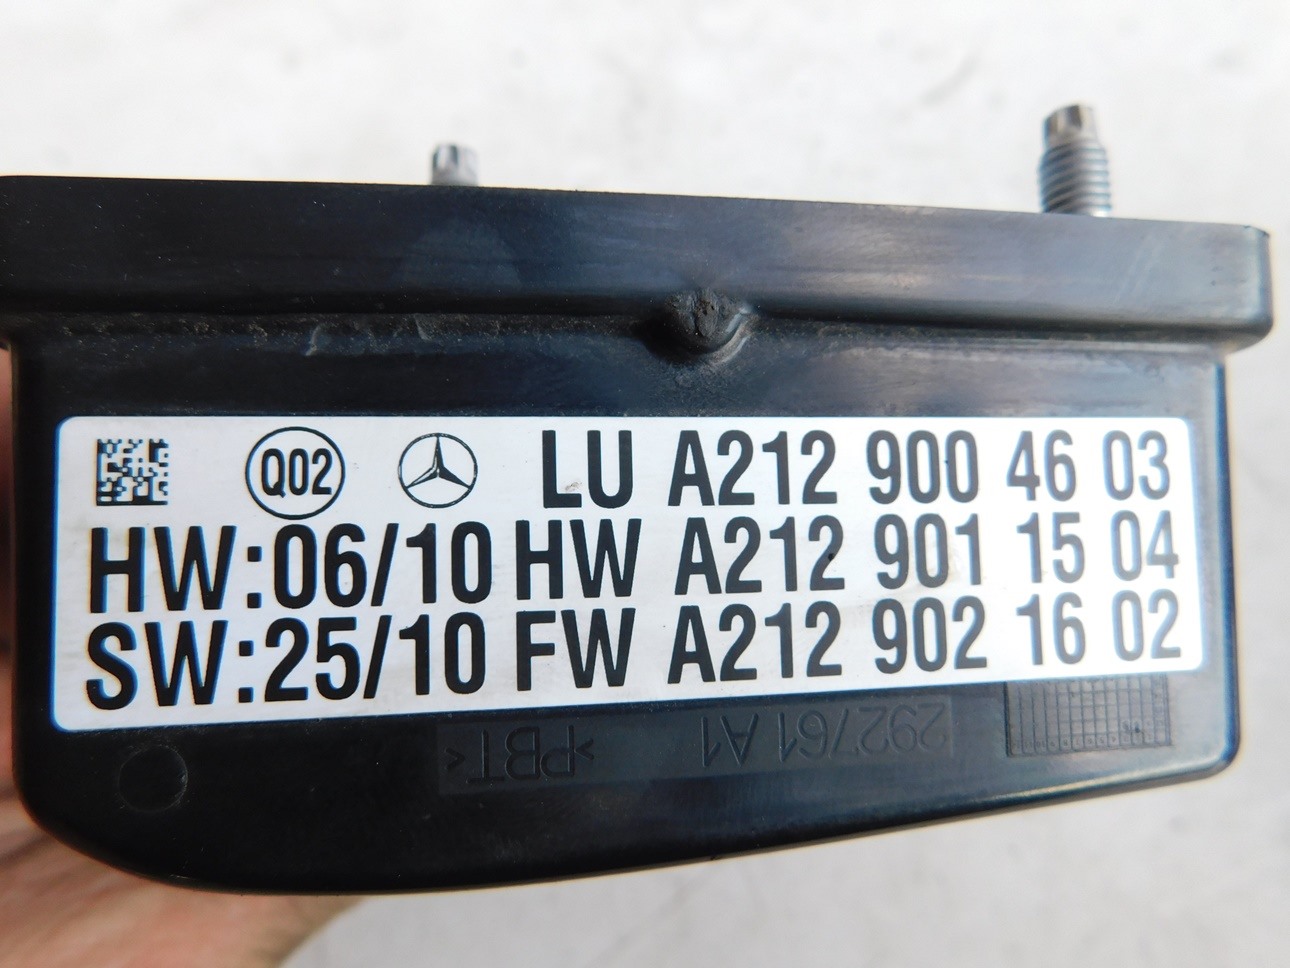 Q02 LU A212 900 46 03
HW:06/10 HW A212 901 15 04
SW:25/10 FW A212 902 16 02
292761 A1 >PBT<